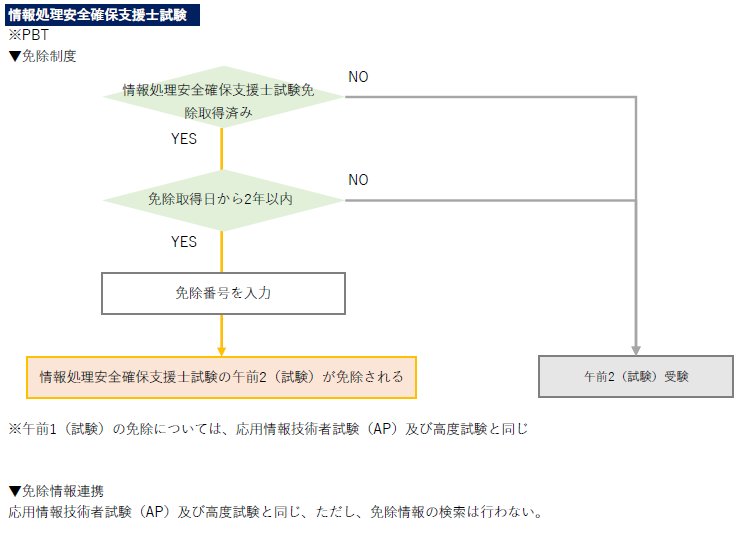 情報処理安全確保支援士試験
※PBT
▼免除制度
NO
情報処理安全確保支援士試験免
除取得済み
YES
NO
免除取得日から2年以内
YES
免除番号を入力
情報処理安全確保支援士試験の午前2（試験）が免除される
午前2（試験）受験
※午前1（試験）の免除については、応用情報技術者試験（AP）及び高度試験と同じ
▼免除情報連携
応用情報技術者試験（AP）及び高度試験と同じ、ただし、免除情報の検索は行わない。